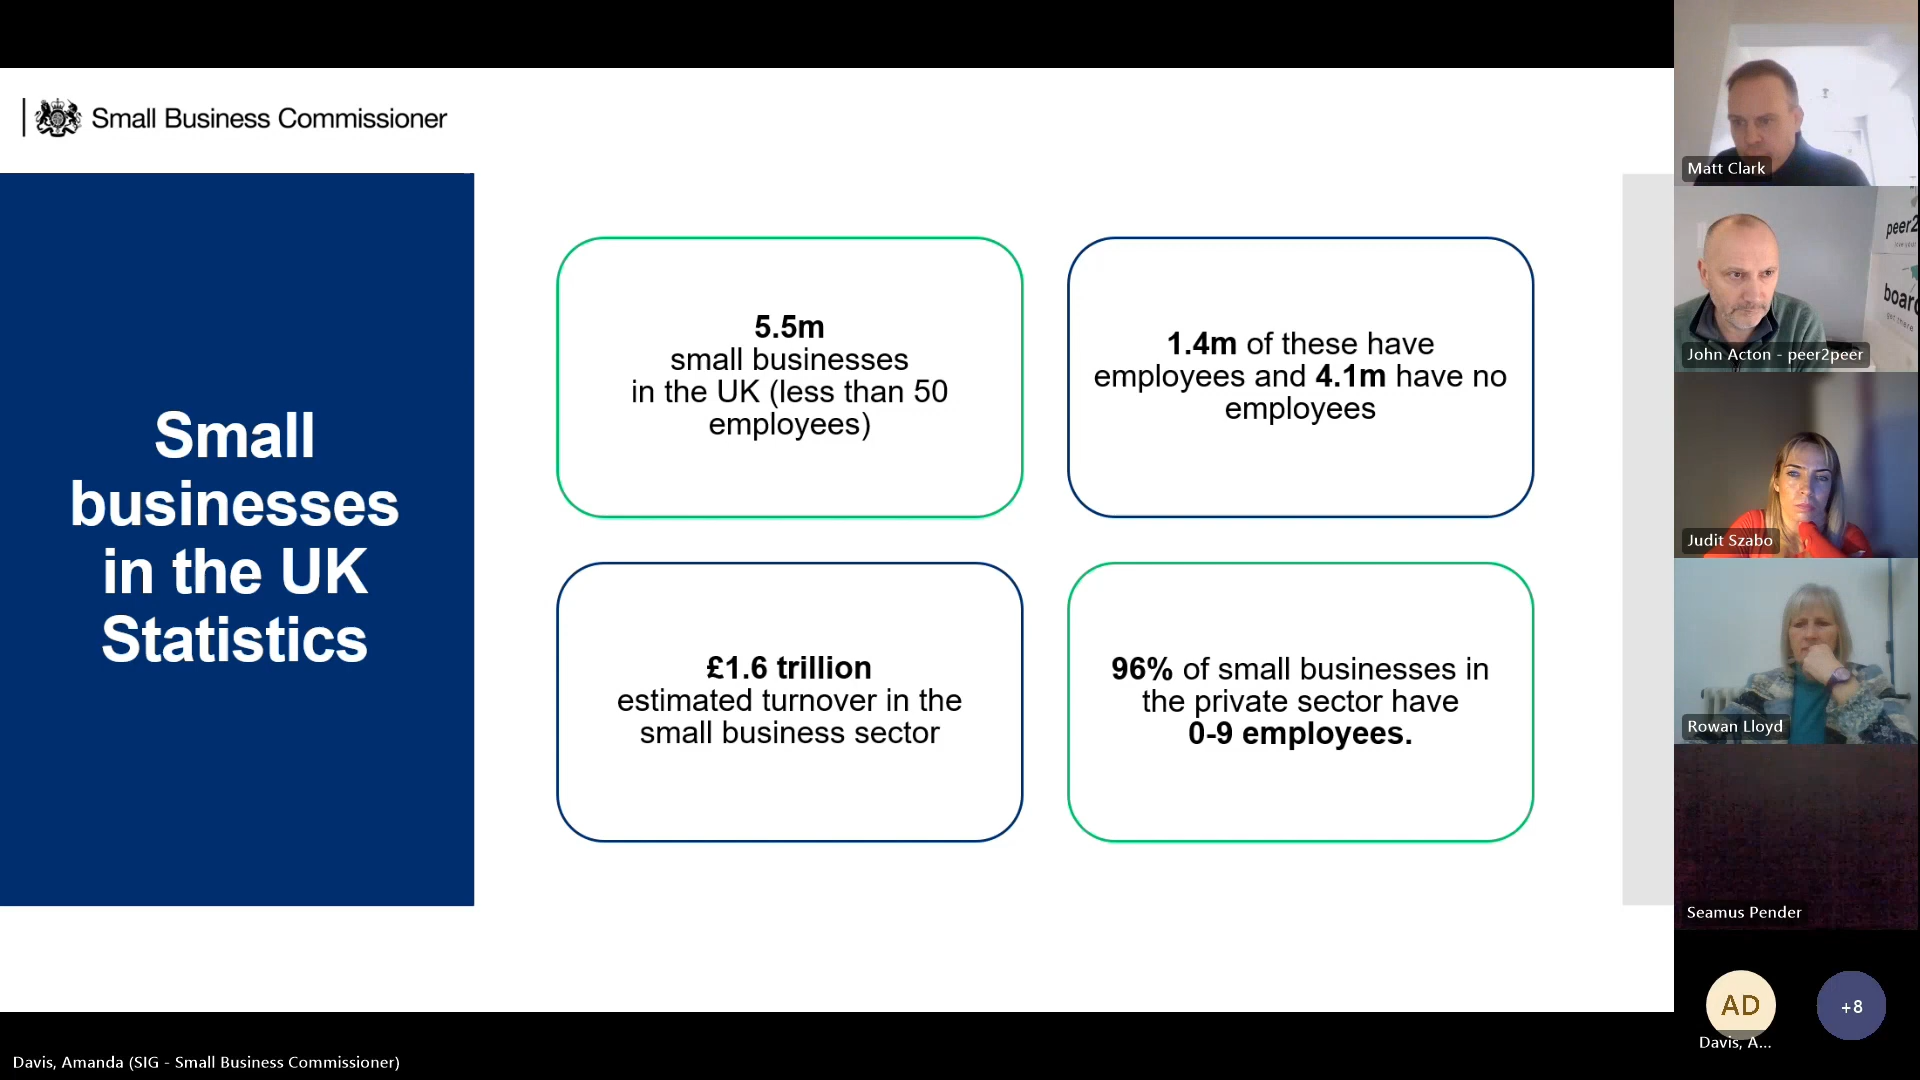 Small Business Commissioner
Small
businesses
in the UK
Statistics
5.5m
small businesses
in the UK (less than 50
employees)
1.4m of these have
employees and 4.1m have no
employees
£1.6 trillion
estimated turnover in the
small business sector
96% of small businesses in
the private sector have
0-9 employees.
Matt Clark
peer2
John Acton - peer2peer
Judit Szabo
Rowan Lloyd
Seamus Pender
AD
+8
Davis, A...
Davis, Amanda (SIG - Small Business Commissioner)